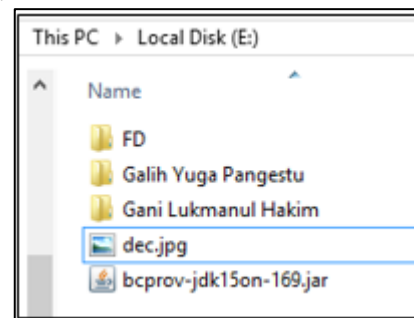 This PC ▸ Local Disk (E:)
Name
FD
Galih Yuga Pangestu
Gani Lukmanul Hakim
dec.jpg
bcprov-jdk15on-169.jar